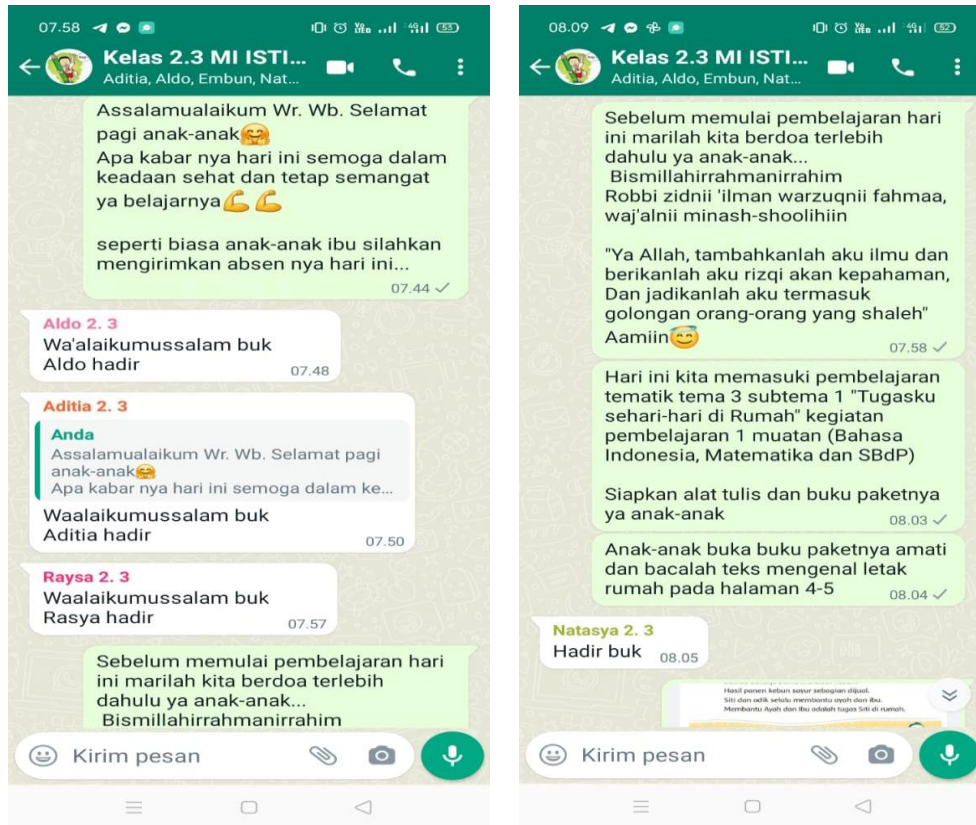 07.58
53
Kelas 2.3 MI ISTI...
Aditia, Aldo, Embun, Nat...
Assalamualaikum Wr. Wb. Selamat
pagi anak-anak🤗
Apa kabar nya hari ini semoga dalam
keadaan sehat dan tetap semangat
ya belajarnya💪💪
seperti biasa anak-anak ibu silahkan
mengirimkan absen nya hari ini...
07.44
Aldo 2. 3
Wa'alaikumussalam buk
Aldo hadir
07.48
Aditia 2. 3
Anda
Assalamualaikum Wr. Wb. Selamat pagi
anak-anak🤗
Apa kabar nya hari ini semoga dalam ke...
Waalaikumussalam buk
Aditia hadir
07.50
Raysa 2. 3
Waalaikumussalam buk
Rasya hadir
07.57
Sebelum memulai pembelajaran hari
ini marilah kita berdoa terlebih
dahulu ya anak-anak...
Bismillahirrahmanirrahim
Kirim pesan
08.09
52
Kelas 2.3 MI ISTI...
Aditia, Aldo, Embun, Nat...
Sebelum memulai pembelajaran hari
ini marilah kita berdoa terlebih
dahulu ya anak-anak...
Bismillahirrahmanirrahim
Robbi zidnii 'ilman warzuqnii fahmaa,
waj'alnii minash-shoolihiin
"Ya Allah, tambahkanlah aku ilmu dan
berikanlah aku rizqi akan kepahaman,
Dan jadikanlah aku termasuk
golongan orang-orang yang shaleh"
Aamiin😇
07.58
Hari ini kita memasuki pembelajaran
tematik tema 3 subtema 1 "Tugasku
sehari-hari di Rumah" kegiatan
pembelajaran 1 muatan (Bahasa
Indonesia, Matematika dan SBdP)
Siapkan alat tulis dan buku paketnya
ya anak-anak
08.03
Anak-anak buka buku paketnya amati
dan bacalah teks mengenal letak
rumah pada halaman 4-5
08.04
Natasya 2. 3
Hadir buk
08.05
Hasil panen kebun sayur sebagian dijual.
Siti dan adik selalu membantu ayah dan ibu.
Membantu Ayah dan Ibu adalah tugas Siti di rumah.
Kirim pesan